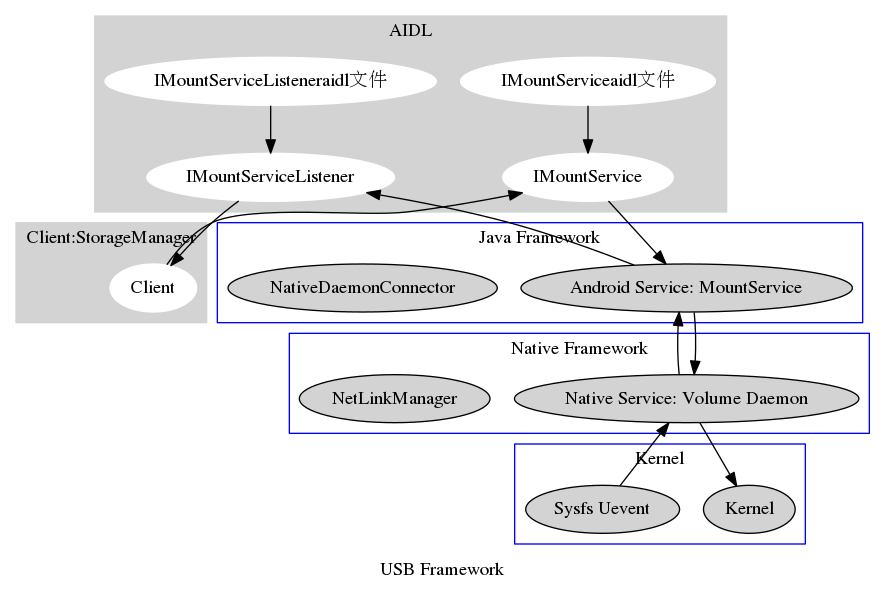 AIDL
IMountServiceListeneraidl文件
IMountServiceaidl文件
IMountServiceListener
IMountService
Client:StorageManager
Java Framework
Client
NativeDaemonConnector
Android Service: MountService
Native Framework
NetLinkManager
Native Service: Volume Daemon
Kernel
Sysfs Uevent
Kernel
USB Framework